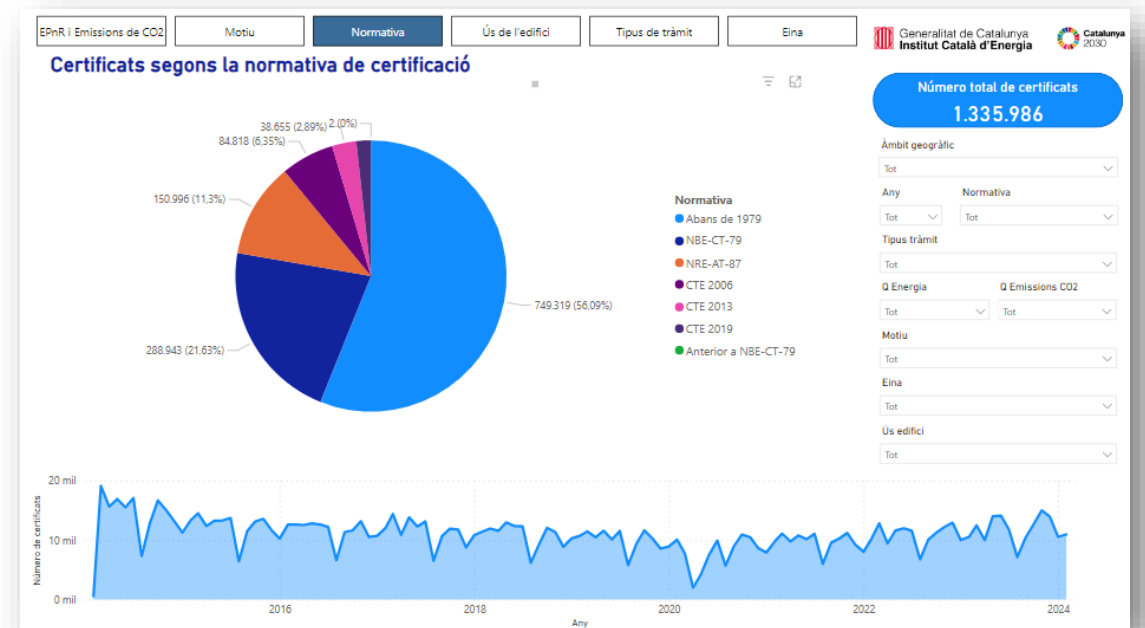 EPnR i Emissions de CO2
Motiu
Normativa
Ús de l'edifici
Tipus de tràmit
Eina
Generalitat de Catalunya
Institut Català d'Energia
Catalunya
2030
Certificats segons la normativa de certificació
Número total de certificats
1.335.986
38.655 (2,89%)
2 (0%)
84.818 (6,35%)
150.996 (11,3%)
749.319 (56,09%)
288.943 (21,63%)
Normativa
Abans de 1979
NBE-CT-79
NRE-AT-87
CTE 2006
CTE 2013
CTE 2019
Anterior a NBE-CT-79
Àmbit geogràfic
Tot
Any
Normativa
Tot
Tot
Tipus tràmit
Tot
Q Energia
Q Emissions CO2
Tot
Tot
Motiu
Tot
Eina
Tot
Ús edifici
Tot
Número de certificats
20 mil
10 mil
0 mil
2016
2018
2020
2022
2024
Any